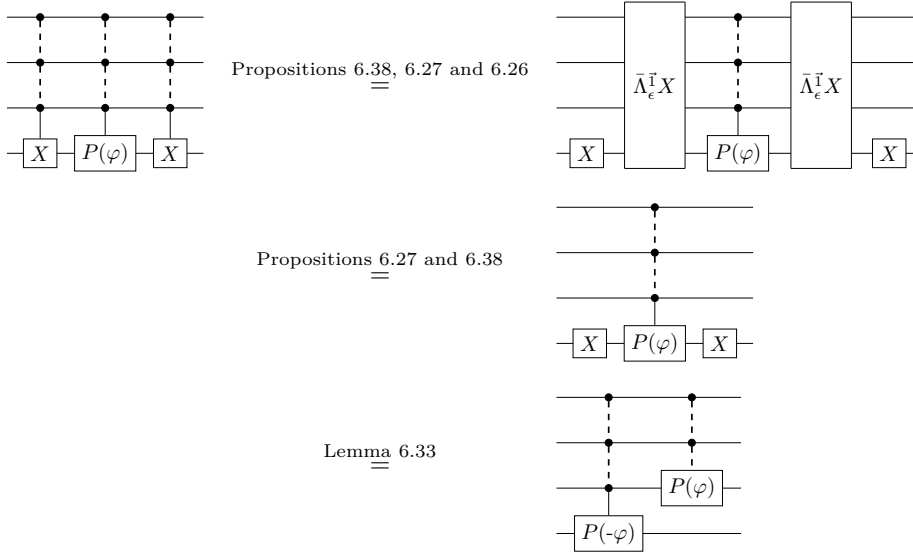 Propositions 6.38, 6.27 and 6.26
=
X P(φ) X
X Λ̄_ϵ^{1⃗}X P(φ) Λ̄_ϵ^{1⃗}X X
Propositions 6.27 and 6.38
=
X P(φ) X
Lemma 6.33
=
P(φ)
P(-φ)